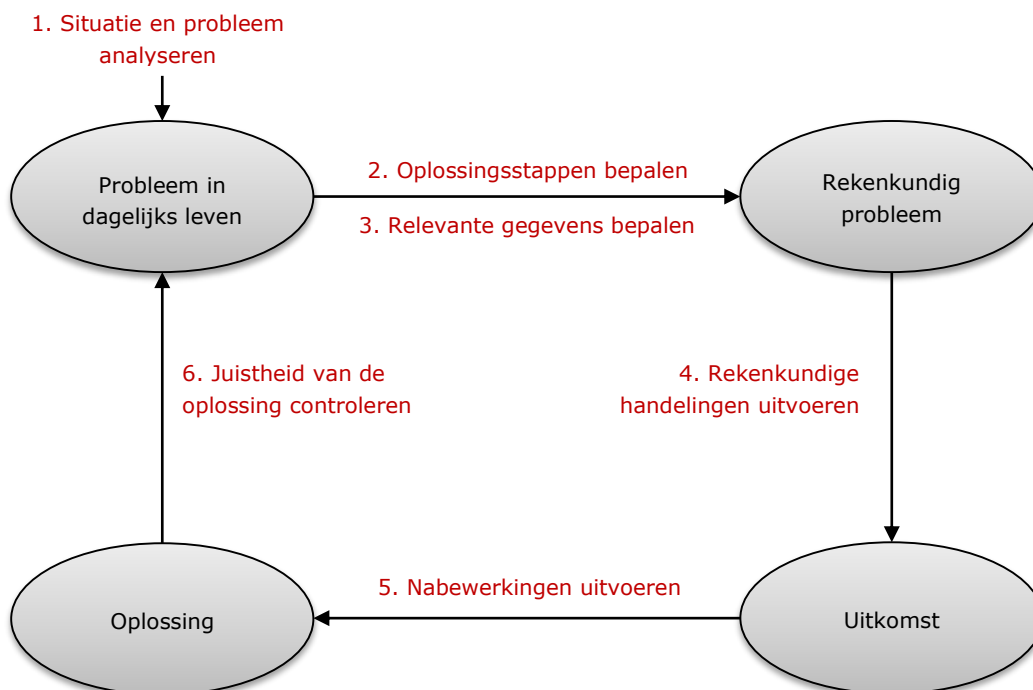 1. Situatie en probleem
analyseren
Probleem in
dagelijks leven
2. Oplossingsstappen bepalen
3. Relevante gegevens bepalen
Rekenkundig
probleem
6. Juistheid van de
oplossing controleren
4. Rekenkundige
handelingen uitvoeren
Oplossing
5. Nabewerkingen uitvoeren
Uitkomst